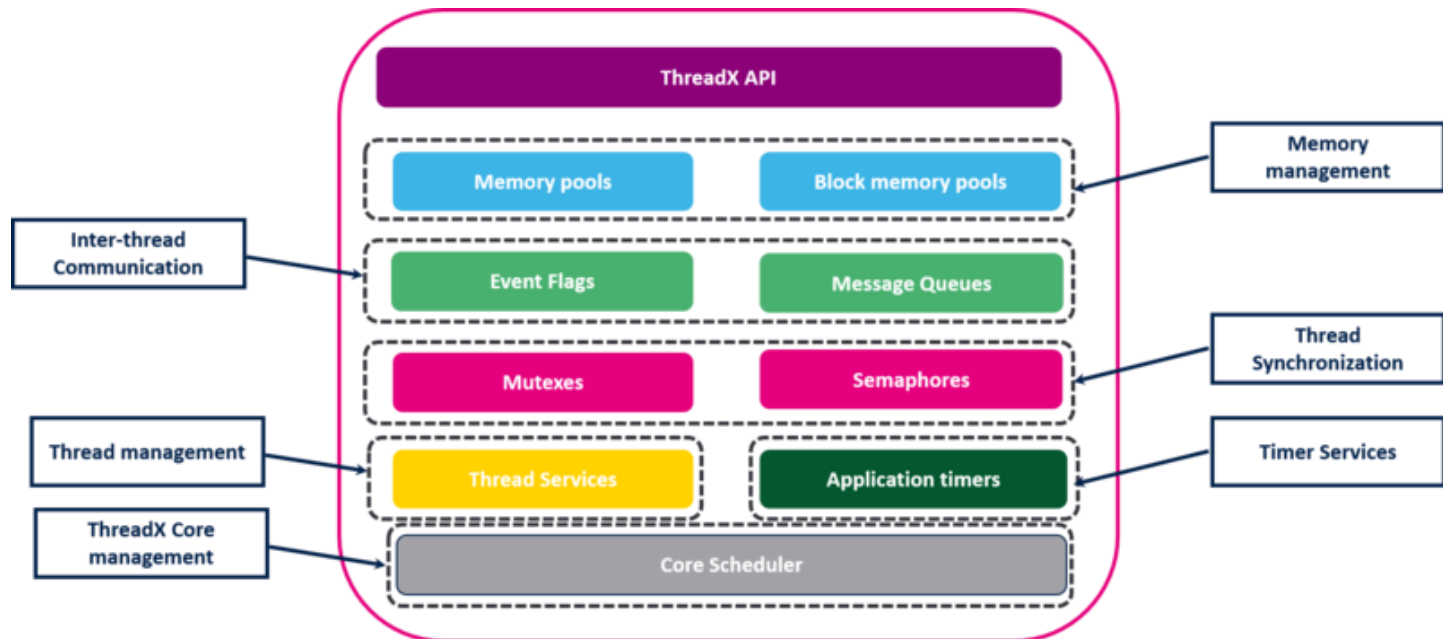 ThreadX API
Memory pools
Block memory pools
Memory
management
Inter-thread
Communication
Event Flags
Message Queues
Mutexes
Semaphores
Thread
Synchronization
Thread management
Thread Services
Application timers
Timer Services
ThreadX Core
management
Core Scheduler